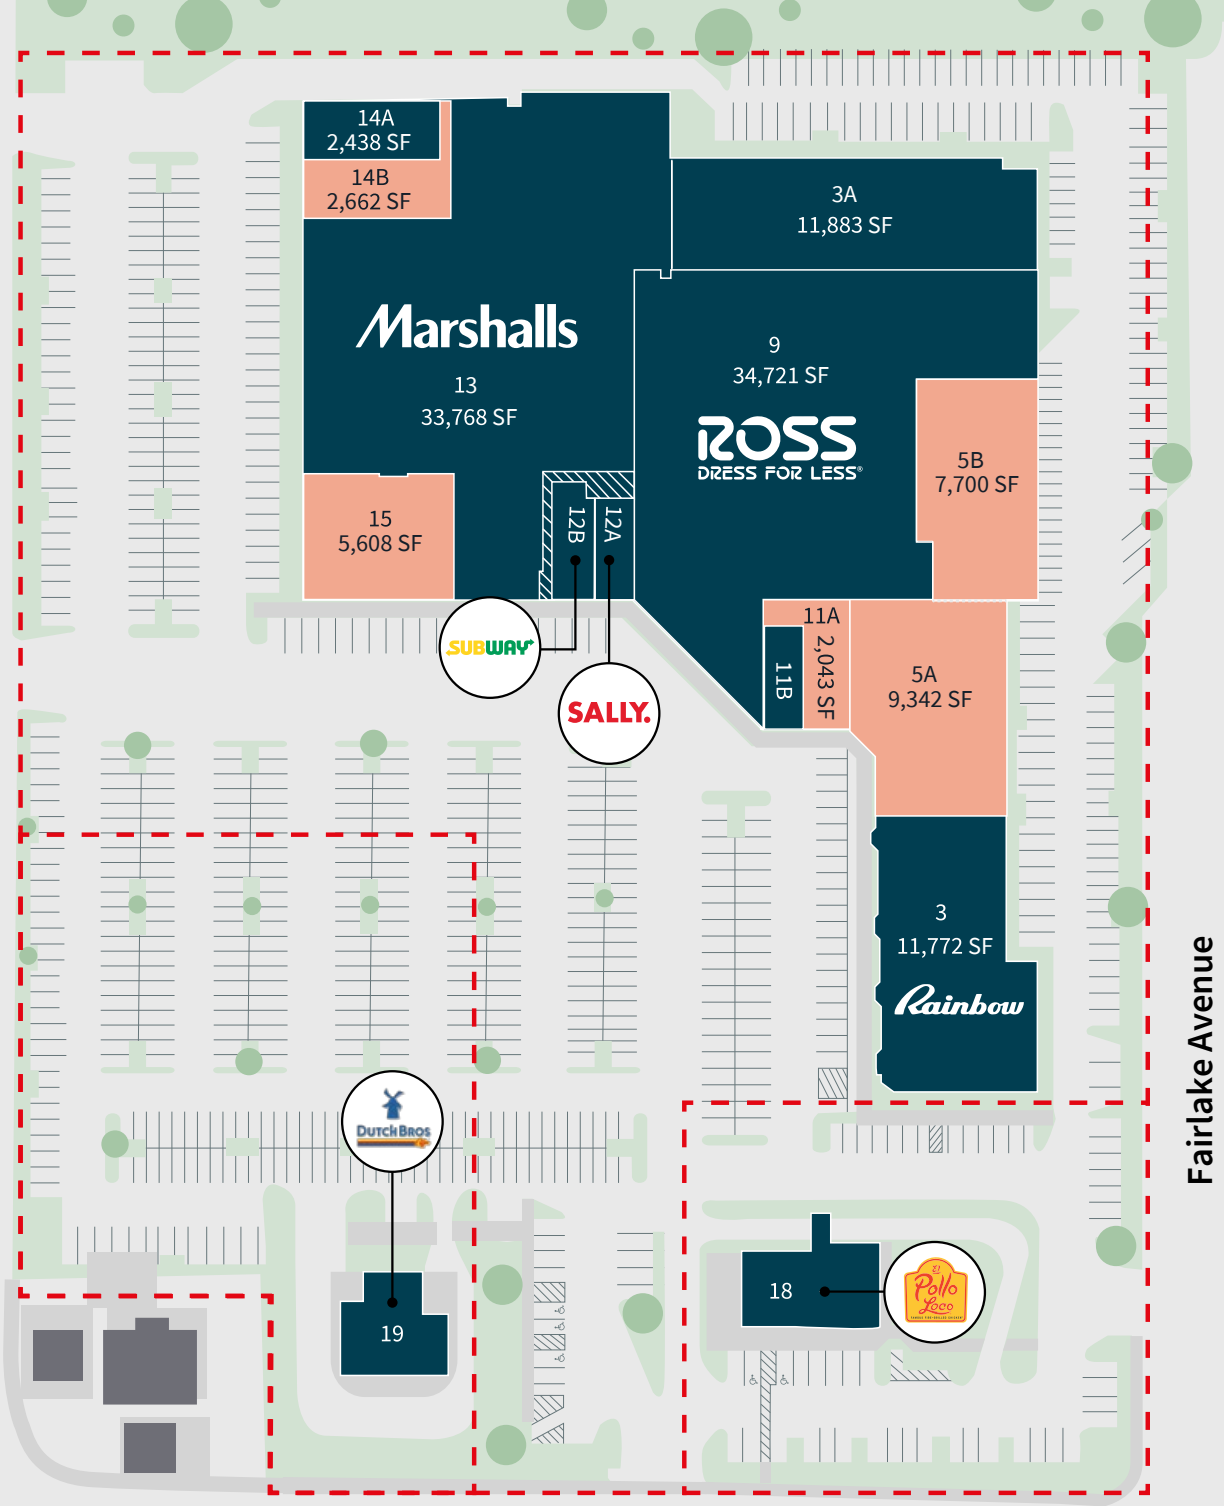 14A
2,438 SF
14B
2,662 SF
3A
11,883 SF
Marshalls
13
33,768 SF
9
34,721 SF
ROSS
DRESS FOR LESS®
5B
7,700 SF
15
5,608 SF
12B
12A
SUBWAY
SALLY.
11A
2,043 SF
11B
5A
9,342 SF
3
11,772 SF
Rainbow
Fairlake Avenue
DUTCH BROS
19
18
El
Pollo
Loco